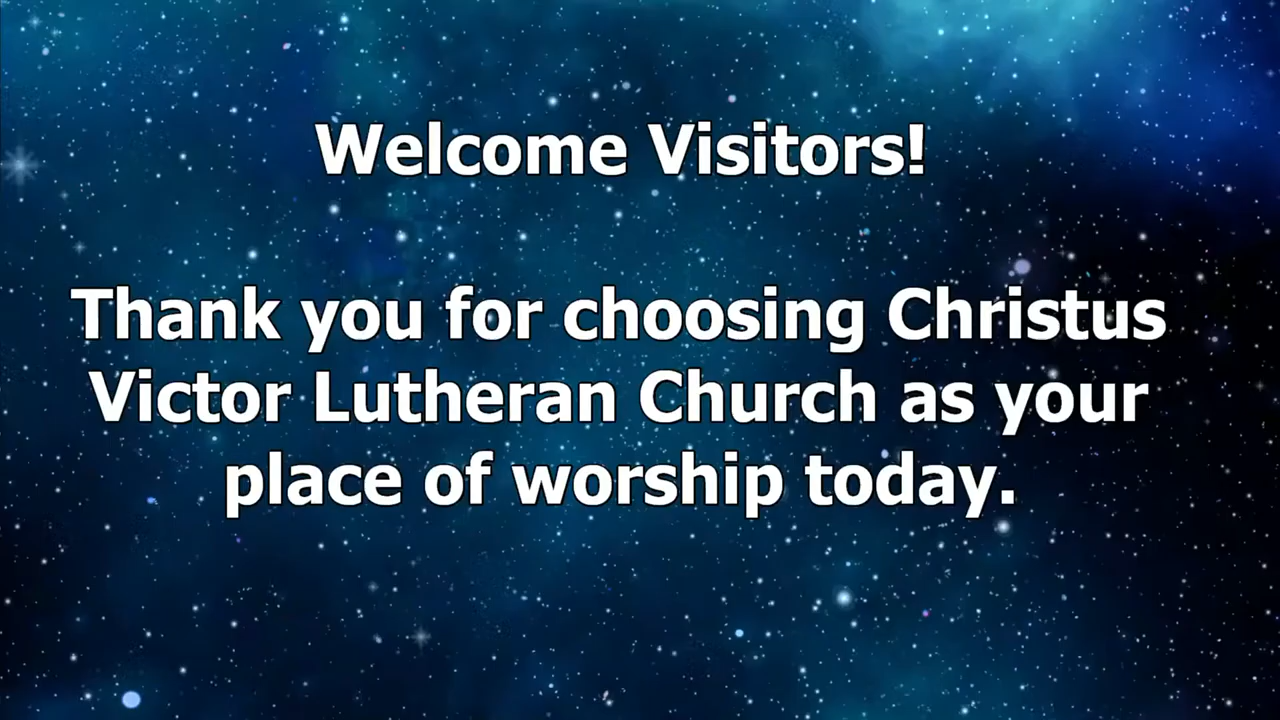 Welcome Visitors!
Thank you for choosing Christus
Victor Lutheran Church as your
place of worship today.